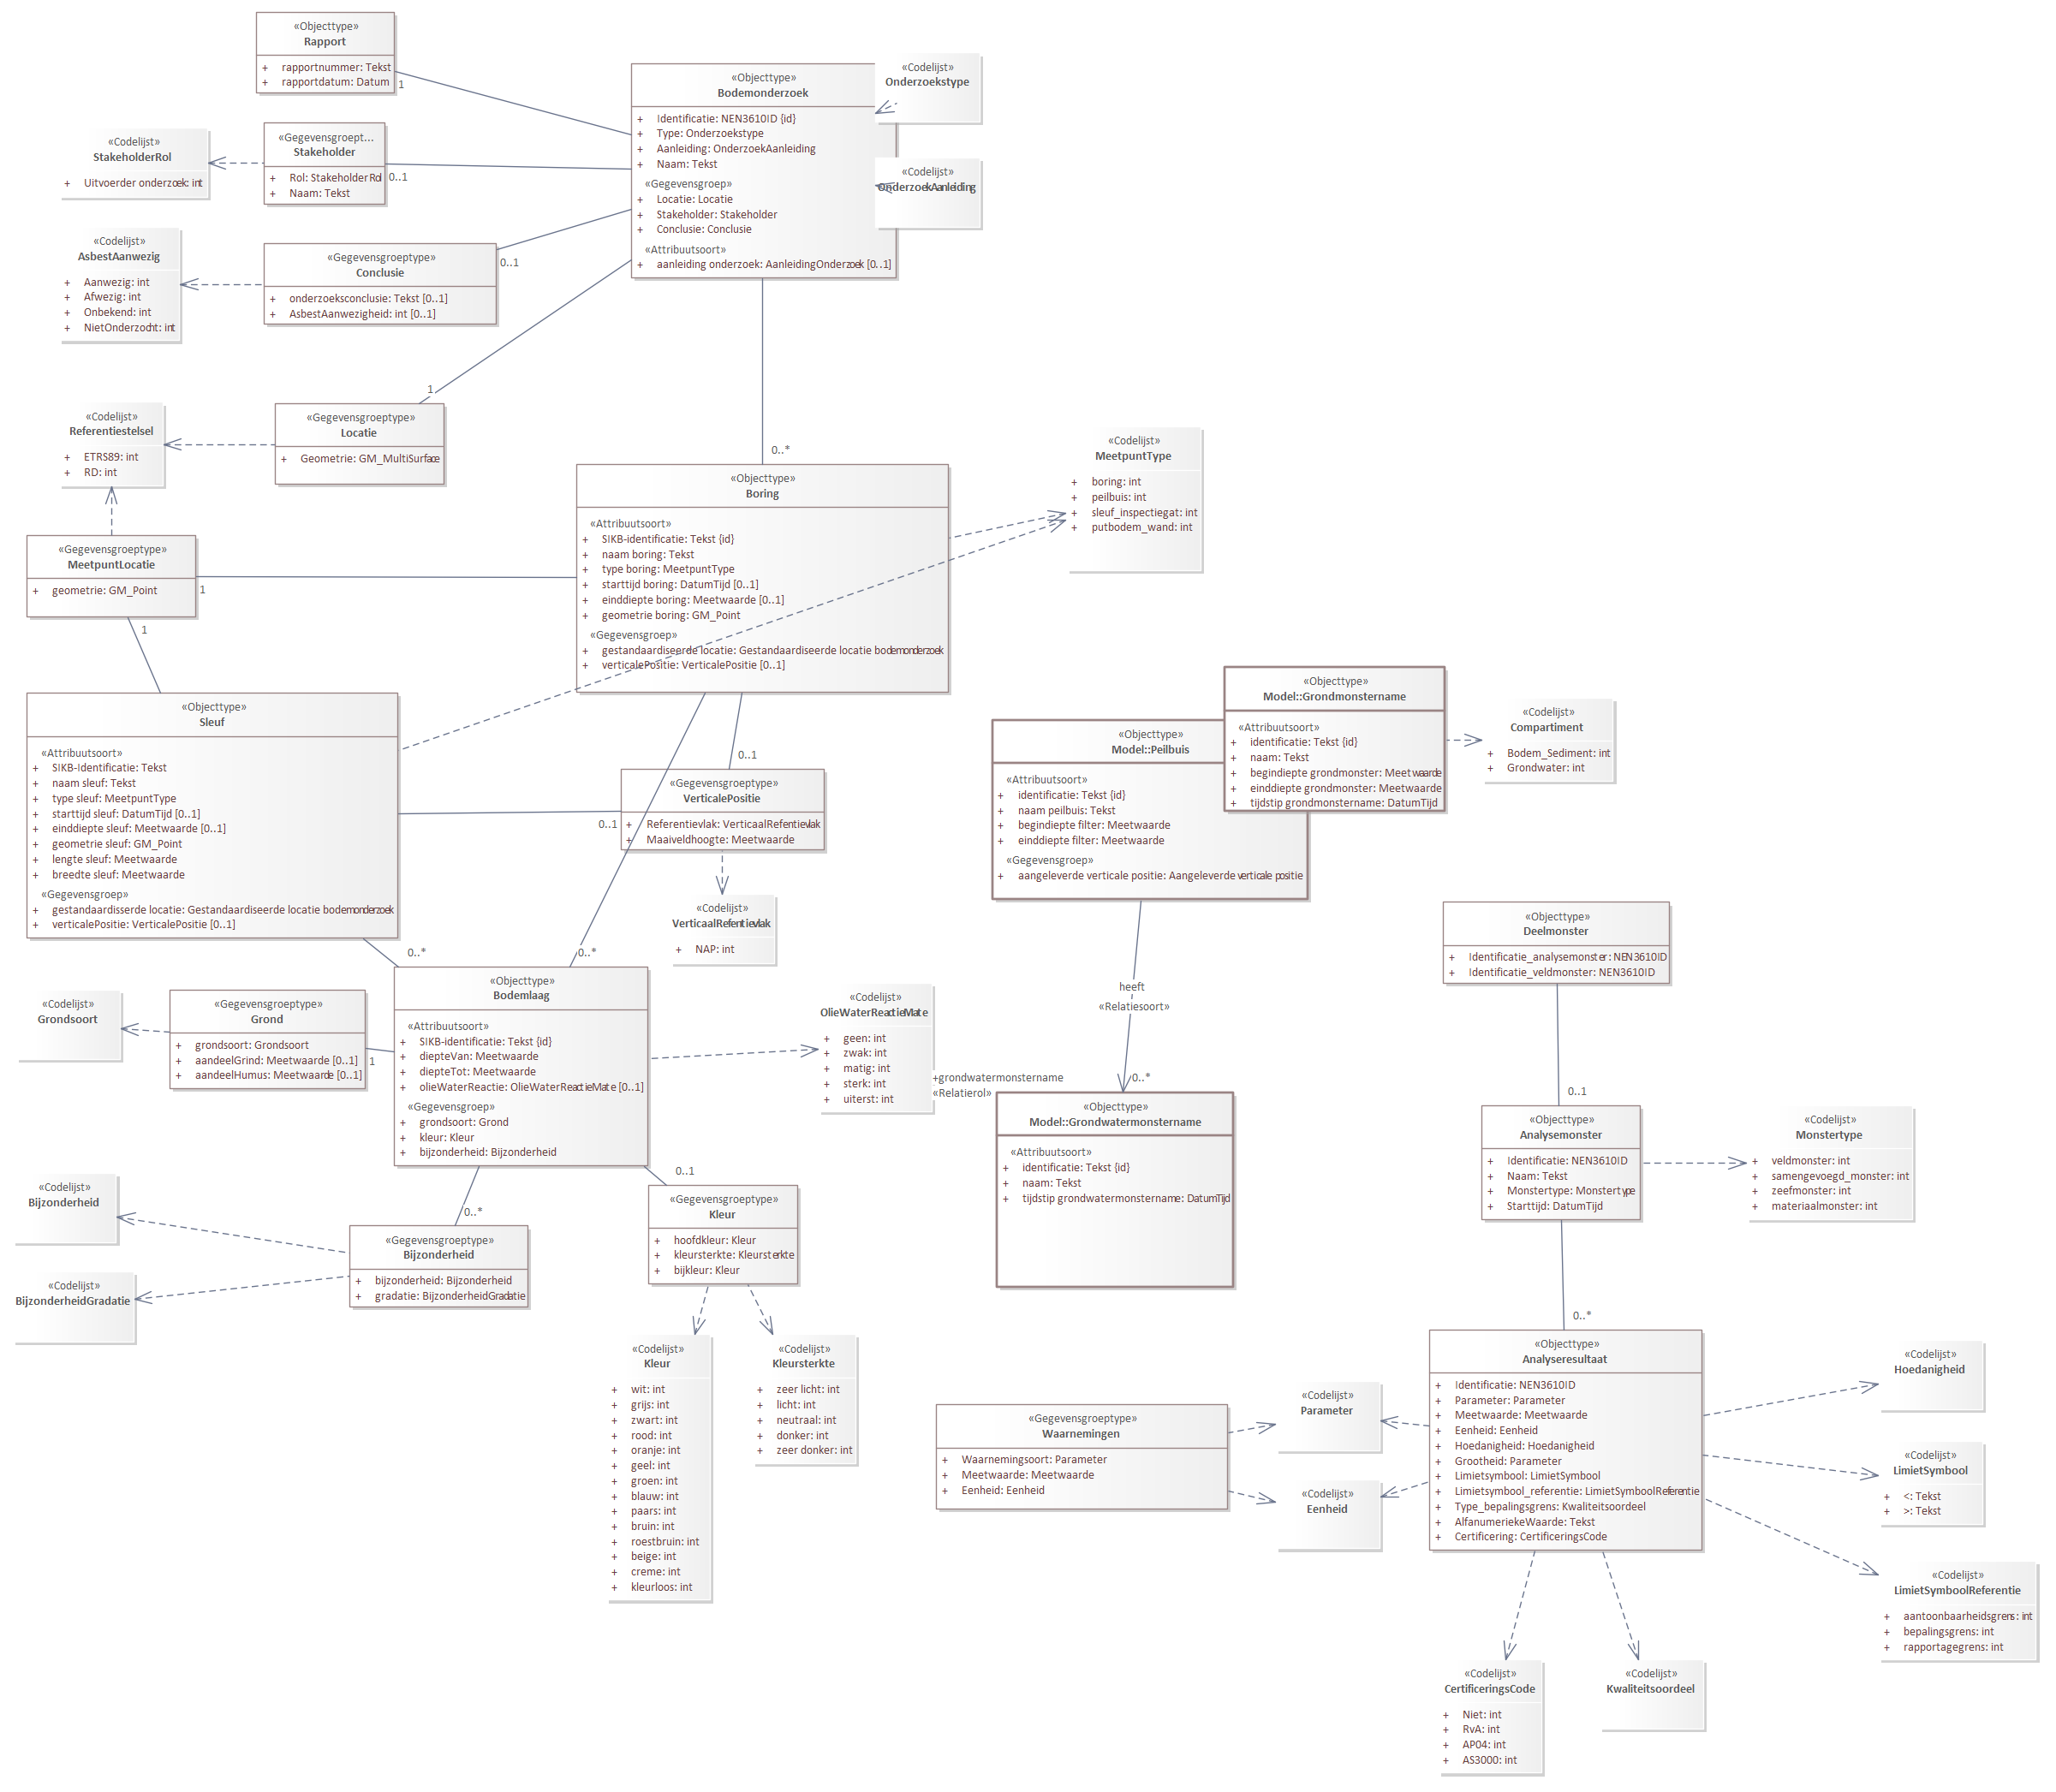 «Objecttype»
Rapport
+ rapportnummer: Tekst
+ rapportdatum: Datum
1
«Objecttype»
Bodemonderzoek
+ Identificatie: NEN3610ID {id}
+ Type: Onderzoekstype
+ Aanleiding: OnderzoekAanleiding
+ Naam: Tekst
«Gegevensgroep»
+ Locatie: Locatie
+ Stakeholder: Stakeholder
+ Conclusie: Conclusie
«Attribuutsoort»
+ aanleiding onderzoek: AanleidingOnderzoek [0..1]
«Codelijst»
Onderzoekstype
«Codelijst»
OnderzoekAanleiding
«Codelijst»
StakeholderRol
+ Uitvoerder onderzoek: int
«Gegevensgroept...
Stakeholder
+ Rol: StakeholderRol
+ Naam: Tekst
0..1
«Codelijst»
AsbestAanwezig
+ Aanwezig: int
+ Afwezig: int
+ Onbekend: int
+ NietOnderzocht: int
«Gegevensgroeptype»
Conclusie
+ onderzoeksconclusie: Tekst [0..1]
+ AsbestAanwezigheid: int [0..1]
0..1
«Codelijst»
Referentiestelsel
+ ETRS89: int
+ RD: int
1
«Gegevensgroeptype»
Locatie
+ Geometrie: GM_MultiSurface
0..*
«Objecttype»
Boring
«Attribuutsoort»
+ SIKB-identificatie: Tekst {id}
+ naam boring: Tekst
+ type boring: MeetpuntType
+ starttijd boring: DatumTijd [0..1]
+ einddiepte boring: Meetwaarde [0..1]
+ geometrie boring: GM_Point
«Gegevensgroep»
+ gestandaardiseerde locatie: Gestandaardiseerde locatie bodemonderzoek
+ verticalePositie: VerticalePositie [0..1]
«Codelijst»
MeetpuntType
+ boring: int
+ peilbuis: int
+ sleuf_inspectiegat: int
+ putbodem_wand: int
«Gegevensgroeptype»
MeetpuntLocatie
+ geometrie: GM_Point
1
1
«Objecttype»
Sleuf
«Attribuutsoort»
+ SIKB-Identificatie: Tekst
+ naam sleuf: Tekst
+ type sleuf: MeetpuntType
+ starttijd sleuf: DatumTijd [0..1]
+ einddiepte sleuf: Meetwaarde [0..1]
+ geometrie sleuf: GM_Point
+ lengte sleuf: Meetwaarde
+ breedte sleuf: Meetwaarde
«Gegevensgroep»
+ gestandaardisserde locatie: Gestandaardiseerde locatie bodemonderzoek
+ verticalePositie: VerticalePositie [0..1]
0..1
0..1
«Gegevensgroeptype»
VerticalePositie
+ Referentievlak: VerticaalRefentievlak
+ Maaiveldhoogte: Meetwaarde
«Codelijst»
VerticaalRefentievlak
+ NAP: int
«Objecttype»
Model::Peilbuis
«Attribuutsoort»
+ identificatie: Tekst {id}
+ naam peilbuis: Tekst
+ begindiepte filter: Meetwaarde
+ einddiepte filter: Meetwaarde
«Gegevensgroep»
+ aangeleverde verticale positie: Aangeleverde verticale positie
«Objecttype»
Model::Grondmonstername
«Attribuutsoort»
+ identificatie: Tekst {id}
+ naam: Tekst
+ begindiepte grondmonster: Meetwaarde
+ einddiepte grondmonster: Meetwaarde
+ tijdstip grondmonstername: DatumTijd
«Codelijst»
Compartiment
+ Bodem_Sediment: int
+ Grondwater: int
0..*
0..*
«Objecttype»
Bodemlaag
«Attribuutsoort»
+ SIKB-identificatie: Tekst {id}
+ diepteVan: Meetwaarde
+ diepteTot: Meetwaarde
+ olieWaterReactie: OlieWaterReactieMate [0..1]
«Gegevensgroep»
+ grondsoort: Grond
+ kleur: Kleur
+ bijzonderheid: Bijzonderheid
«Codelijst»
Grondsoort
«Gegevensgroeptype»
Grond
+ grondsoort: Grondsoort
+ aandeelGrind: Meetwaarde [0..1]
+ aandeelHumus: Meetwaarde [0..1]
1
«Codelijst»
OlieWaterReactieMate
+ geen: int
+ zwak: int
+ matig: int
+ sterk: int
+ uiterst: int
heeft
«Relatiesoort»
0..*
+grondwatermonstername
«Relatierol»
«Objecttype»
Model::Grondwatermonstername
«Attribuutsoort»
+ identificatie: Tekst {id}
+ naam: Tekst
+ tijdstip grondwatermonstername: DatumTijd
«Objecttype»
Deelmonster
+ Identificatie_analysemonster: NEN3610ID
+ Identificatie_veldmonster: NEN3610ID
0..1
«Objecttype»
Analysemonster
+ Identificatie: NEN3610ID
+ Naam: Tekst
+ Monstertype: Monstertype
+ Starttijd: DatumTijd
«Codelijst»
Monstertype
+ veldmonster: int
+ samengevoegd_monster: int
+ zeefmonster: int
+ materiaalmonster: int
«Codelijst»
Bijzonderheid
«Codelijst»
BijzonderheidGradatie
0..*
«Gegevensgroeptype»
Bijzonderheid
+ bijzonderheid: Bijzonderheid
+ gradatie: BijzonderheidGradatie
0..1
«Gegevensgroeptype»
Kleur
+ hoofdkleur: Kleur
+ kleursterkte: Kleursterkte
+ bijkleur: Kleur
«Codelijst»
Kleur
+ wit: int
+ grijs: int
+ zwart: int
+ rood: int
+ oranje: int
+ geel: int
+ groen: int
+ blauw: int
+ paars: int
+ bruin: int
+ roestbruin: int
+ beige: int
+ creme: int
+ kleurloos: int
«Codelijst»
Kleursterkte
+ zeer licht: int
+ licht: int
+ neutraal: int
+ donker: int
+ zeer donker: int
«Gegevensgroeptype»
Waarnemingen
+ Waarnemingsoort: Parameter
+ Meetwaarde: Meetwaarde
+ Eenheid: Eenheid
«Codelijst»
Parameter
«Codelijst»
Eenheid
0..*
«Objecttype»
Analyseresultaat
+ Identificatie: NEN3610ID
+ Parameter: Parameter
+ Meetwaarde: Meetwaarde
+ Eenheid: Eenheid
+ Hoedanigheid: Hoedanigheid
+ Grootheid: Parameter
+ Limietsymbool: LimietSymbool
+ Limietsymbool_referentie: LimietSymboolReferentie
+ Type_bepalingsgrens: Kwaliteitsoordeel
+ AlfanumeriekeWaarde: Tekst
+ Certificering: CertificeringsCode
«Codelijst»
Hoedanigheid
«Codelijst»
LimietSymbool
+ <: Tekst
+ >: Tekst
«Codelijst»
LimietSymboolReferentie
+ aantoonbaarheidsgrens: int
+ bepalingsgrens: int
+ rapportagegrens: int
«Codelijst»
CertificeringsCode
+ Niet: int
+ RvA: int
+ AP04: int
+ AS3000: int
«Codelijst»
Kwaliteitsoordeel